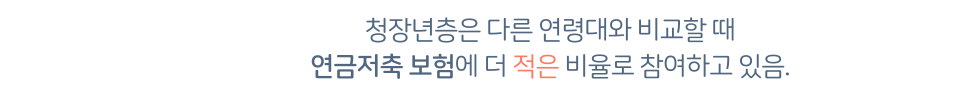 청장년층은 다른 연령대와 비교할 때
연금저축 보험에 더 적은 비율로 참여하고 있음.